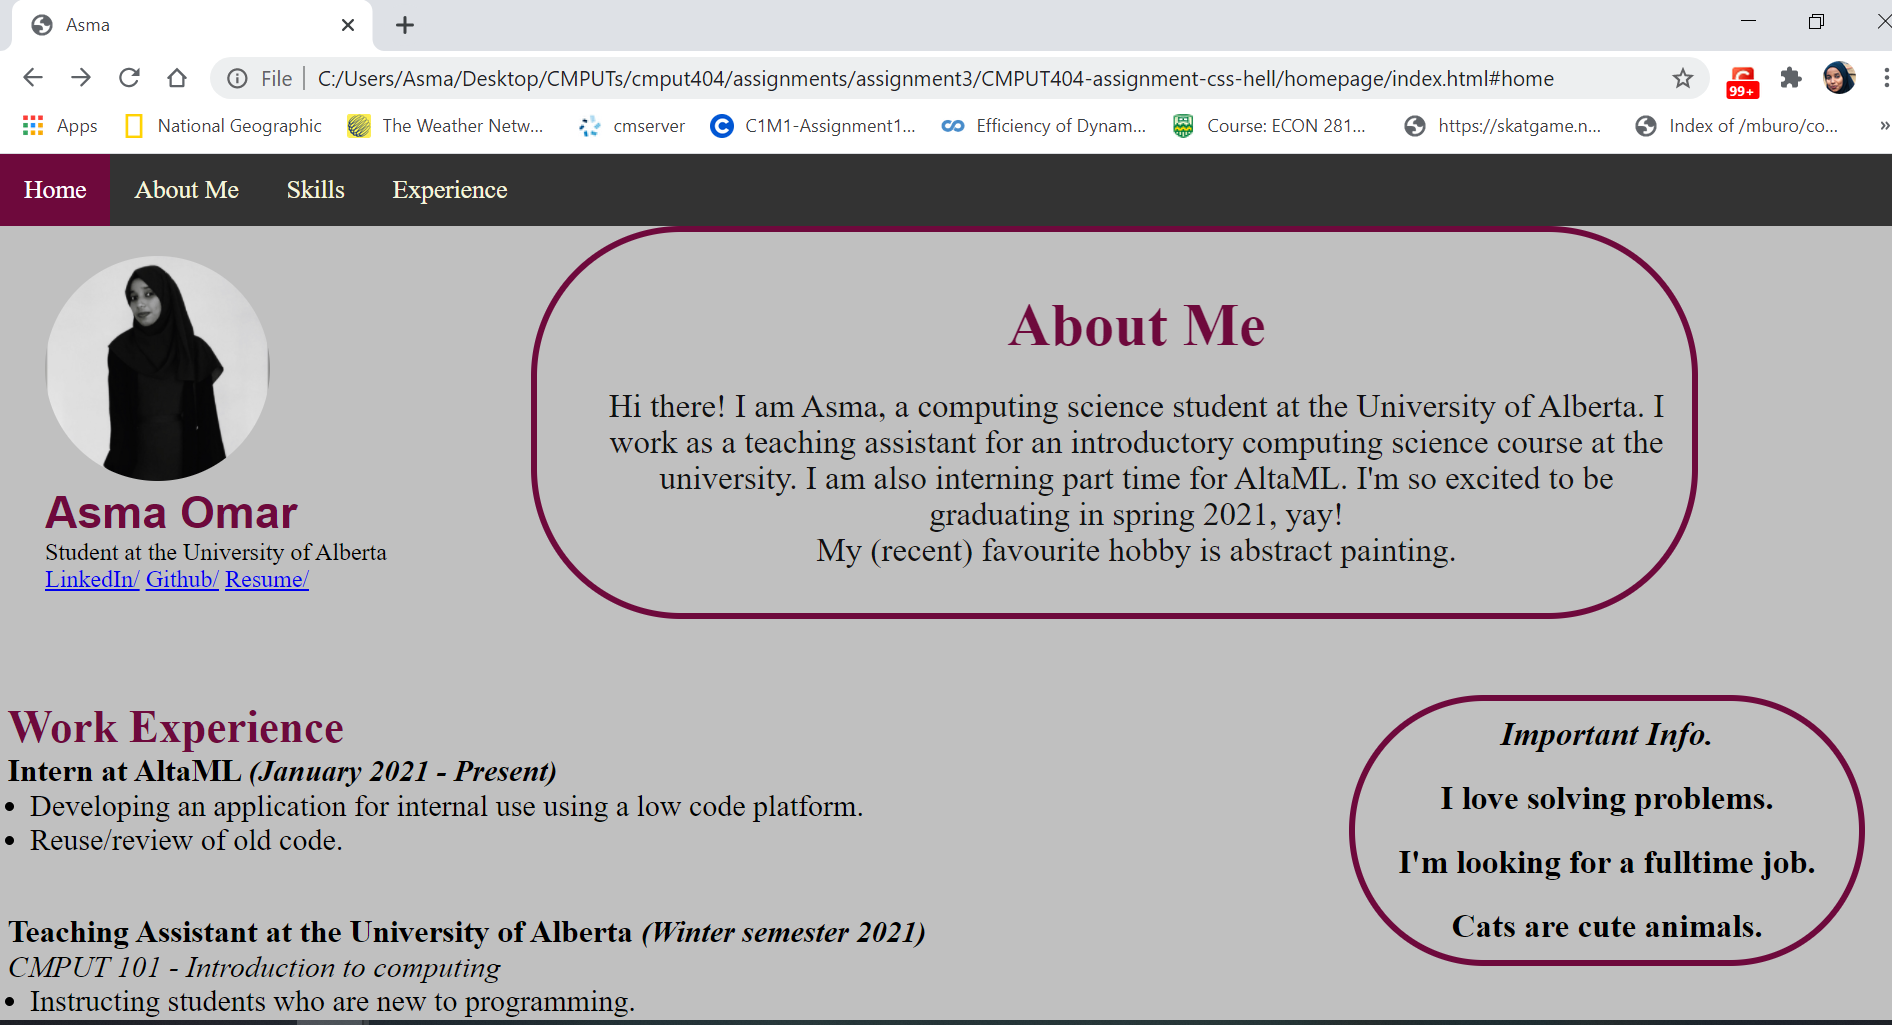 Asma
File
C:/Users/Asma/Desktop/CMPUTs/cmput404/assignments/assignment3/CMPUT404-assignment-css-hell/homepage/index.html#home
99+
Apps
National Geographic
The Weather Netw...
cmserver
C1M1-Assignment1...
Efficiency of Dynam...
Course: ECON 281...
https://skatgame.n...
Index of /mburo/co...
»
Home
About Me
Skills
Experience
Asma Omar
Student at the University of Alberta
LinkedIn/ Github/ Resume/
About Me
Hi there! I am Asma, a computing science student at the University of Alberta. I
work as a teaching assistant for an introductory computing science course at the
university. I am also interning part time for AltaML. I'm so excited to be
graduating in spring 2021, yay!
My (recent) favourite hobby is abstract painting.
Work Experience
Intern at AltaML (January 2021 - Present)
• Developing an application for internal use using a low code platform.
• Reuse/review of old code.
Teaching Assistant at the University of Alberta (Winter semester 2021)
CMPUT 101 - Introduction to computing
• Instructing students who are new to programming.
Important Info.
I love solving problems.
I'm looking for a fulltime job.
Cats are cute animals.